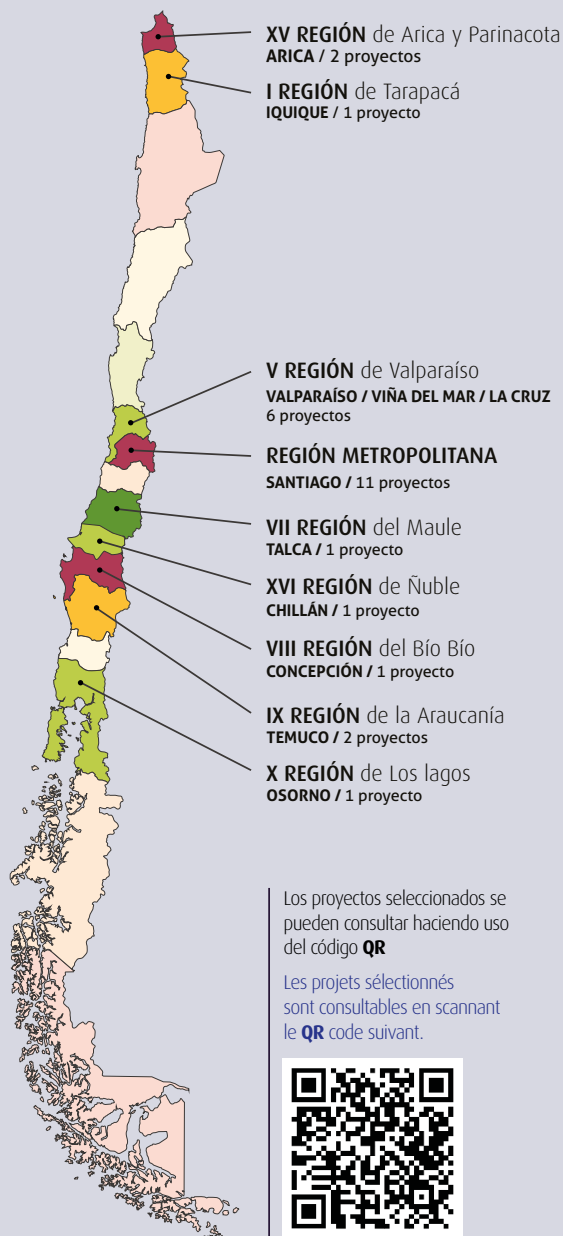 XV REGIÓN de Arica y Parinacota
ARICA / 2 proyectos
I REGIÓN de Tarapacá
IQUIQUE / 1 proyecto
V REGIÓN de Valparaíso
VALPARAÍSO / VIÑA DEL MAR / LA CRUZ
6 proyectos
REGIÓN METROPOLITANA
SANTIAGO / 11 proyectos
VII REGIÓN del Maule
TALCA / 1 proyecto
XVI REGIÓN de Ñuble
CHILLÁN / 1 proyecto
VIII REGIÓN del Bío Bío
CONCEPCIÓN / 1 proyecto
IX REGIÓN de la Araucanía
TEMUCO / 2 proyectos
X REGIÓN de Los lagos
OSORNO / 1 proyecto
Los proyectos seleccionados se
pueden consultar haciendo uso
del código QR
Les projets sélectionnés
sont consultables en scannant
le QR code suivant.